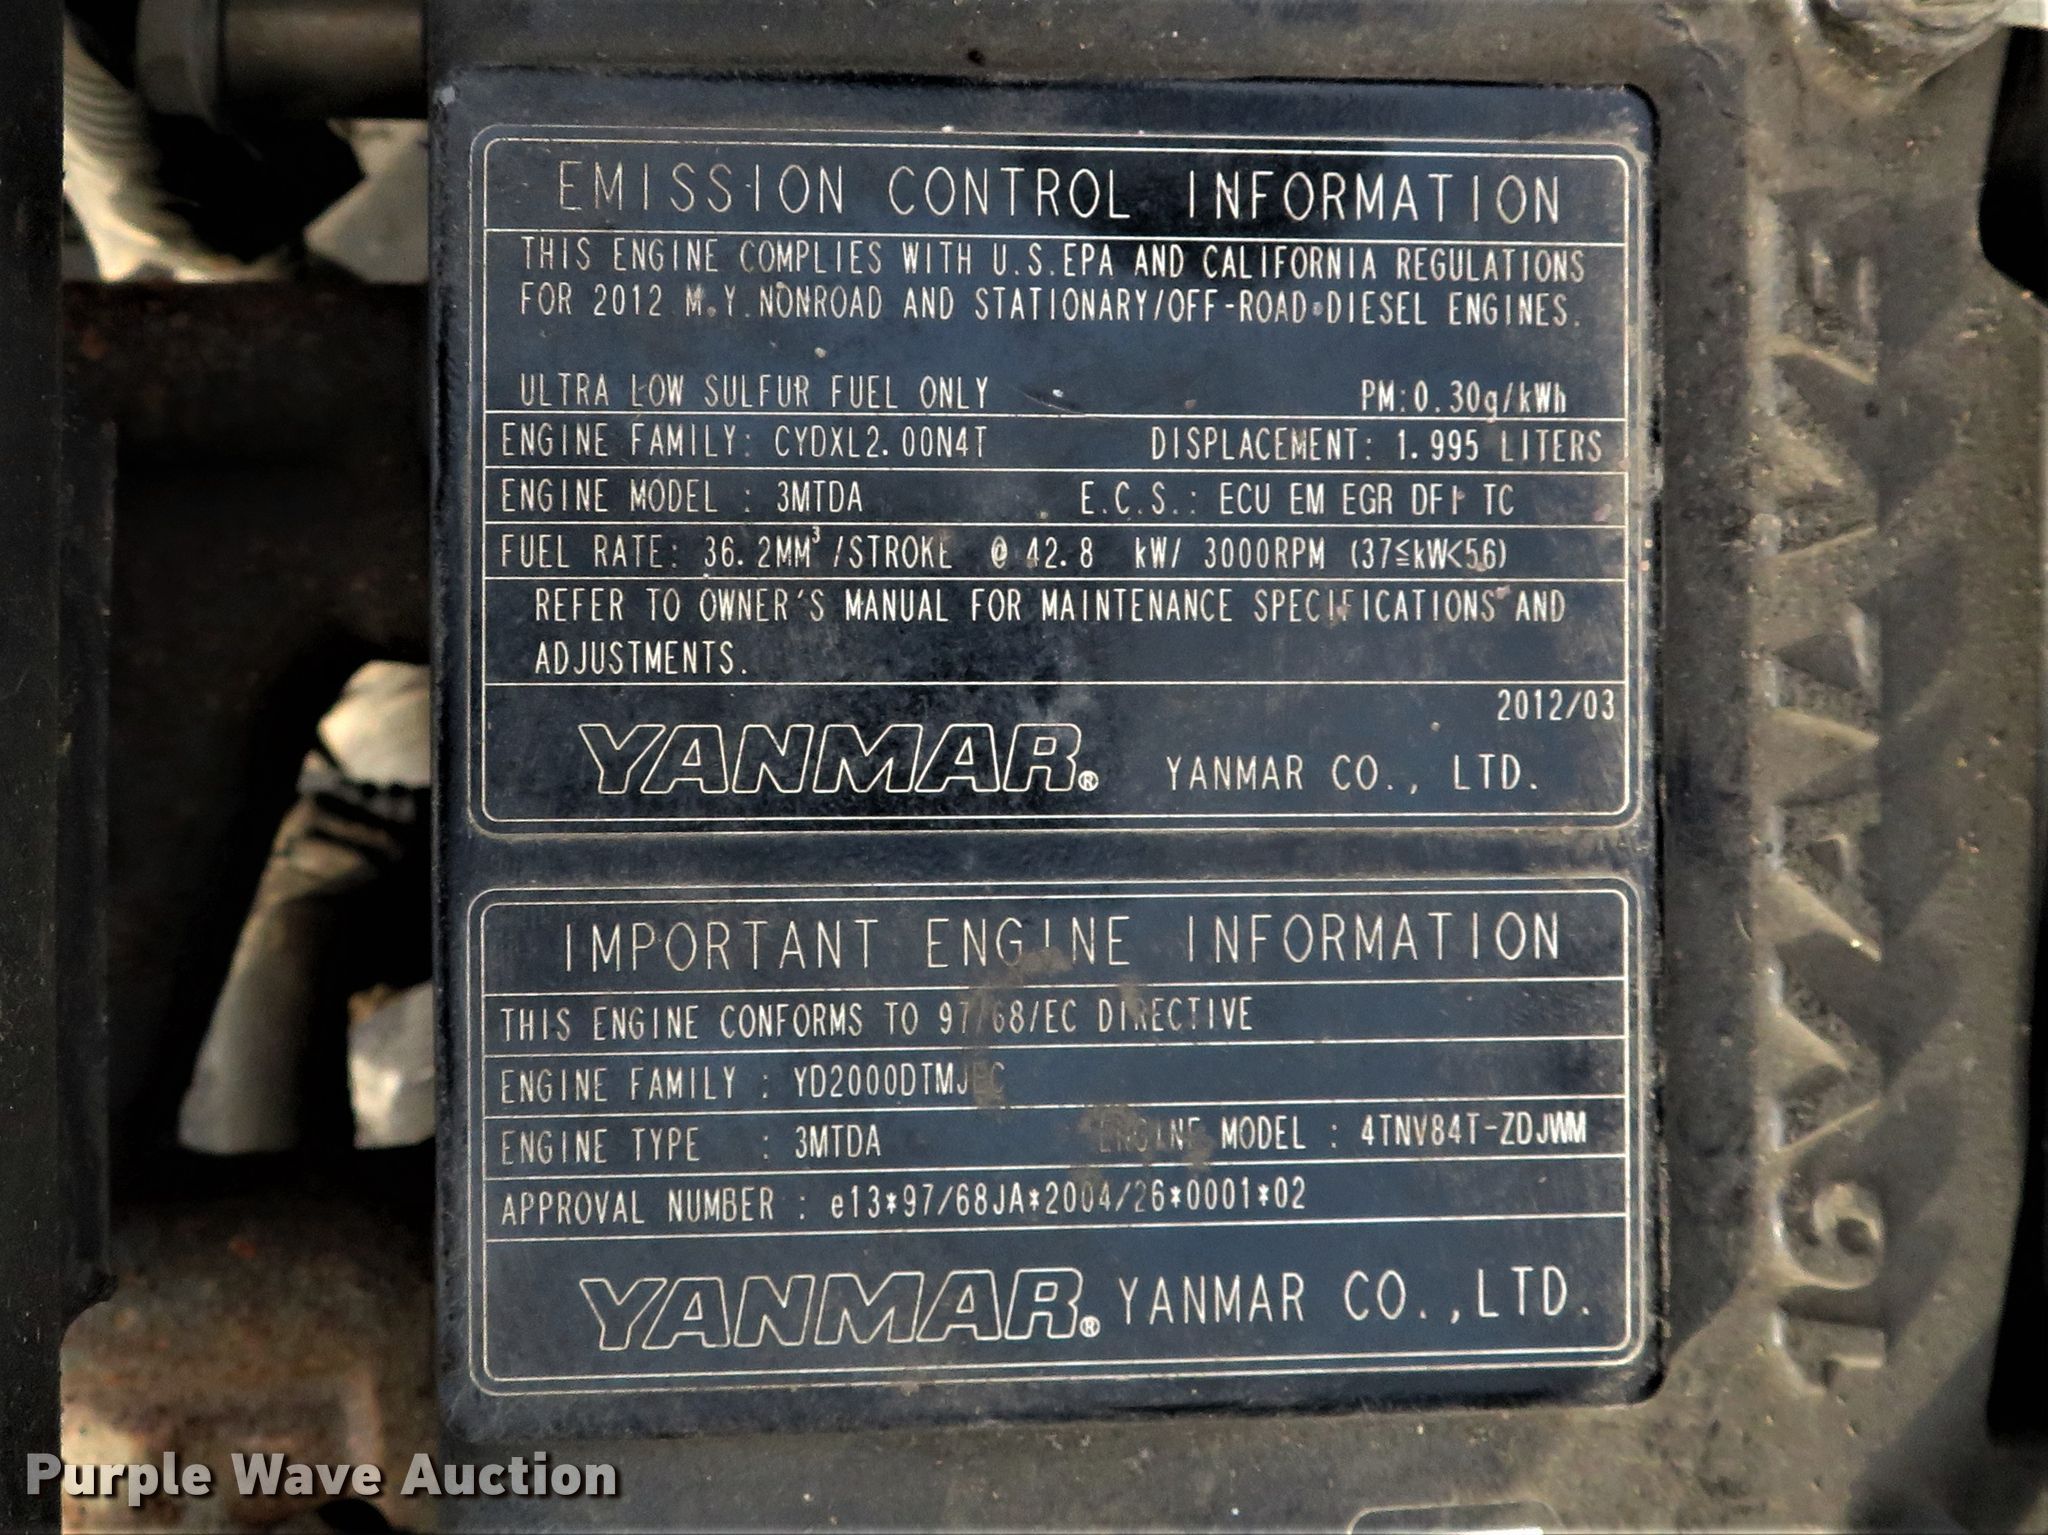 EMISSION CONTROL INFORMATION
THIS ENGINE COMPLIES WITH U.S.EPA AND CALIFORNIA REGULATIONS
FOR 2012 M.Y.NONROAD AND STATIONARY/OFF-ROAD DIESEL ENGINES.
ULTRA LOW SULFUR FUEL ONLY PM:0.30g/kWh
ENGINE FAMILY: CYDXL2.00N4T DISPLACEMENT: 1.995 LITERS
ENGINE MODEL : 3MTDA E.C.S.: ECU EM EGR DFI TC
FUEL RATE: 36.2MM³/STROKE @ 42.8 kW/ 3000RPM (37≦kW<56)
REFER TO OWNER'S MANUAL FOR MAINTENANCE SPECIFICATIONS AND
ADJUSTMENTS.
2012/03
YANMAR® YANMAR CO., LTD.
IMPORTANT ENGINE INFORMATION
THIS ENGINE CONFORMS TO 97/68/EC DIRECTIVE
ENGINE FAMILY : YD2000DTMJEC
ENGINE TYPE : 3MTDA ENGINE MODEL : 4TNV84T-ZDJWM
APPROVAL NUMBER : e13*97/68JA*2004/26*0001*02
YANMAR® YANMAR CO.,LTD.
Purple Wave Auction